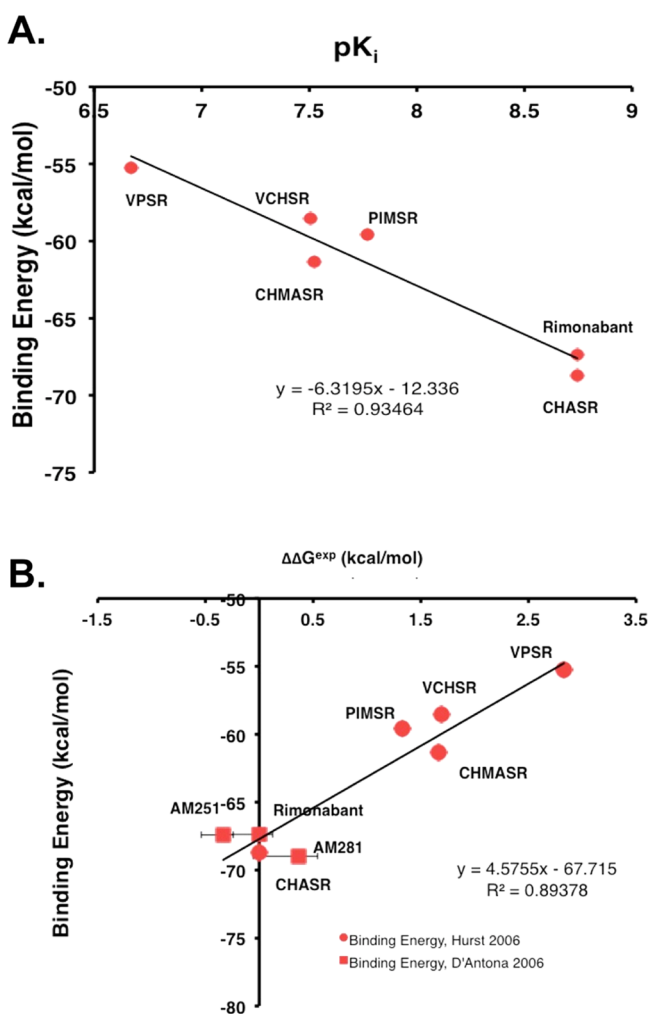 A.
pKi
-50
6.5 7 7.5 8 8.5 9
-55
-60
-65
-70
-75
Binding Energy (kcal/mol)
VPSR
VCHSR
PIMSR
CHMASR
Rimonabant
CHASR
y = -6.3195x - 12.336
R² = 0.93464
B.
ΔΔGexp (kcal/mol)
-50
-1.5 -0.5 0.5 1.5 2.5 3.5
-55
-60
-65
-70
-75
-80
Binding Energy (kcal/mol)
VPSR
VCHSR
PIMSR
CHMASR
AM251
Rimonabant
AM281
CHASR
y = 4.5755x - 67.715
R² = 0.89378
Binding Energy, Hurst 2006
Binding Energy, D'Antona 2006